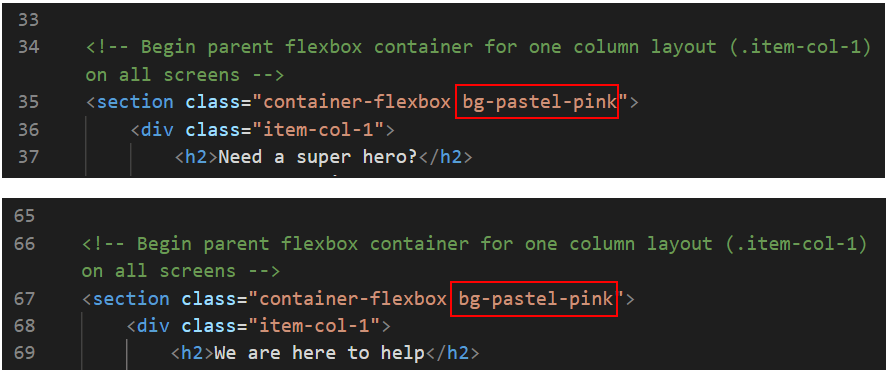 33
34 <!-- Begin parent flexbox container for one column layout (.item-col-1)
on all screens -->
35 <section class="container-flexbox bg-pastel-pink">
36 <div class="item-col-1">
37 <h2>Need a super hero?</h2>
65
66 <!-- Begin parent flexbox container for one column layout (.item-col-1)
on all screens -->
67 <section class="container-flexbox bg-pastel-pink">
68 <div class="item-col-1">
69 <h2>We are here to help</h2>